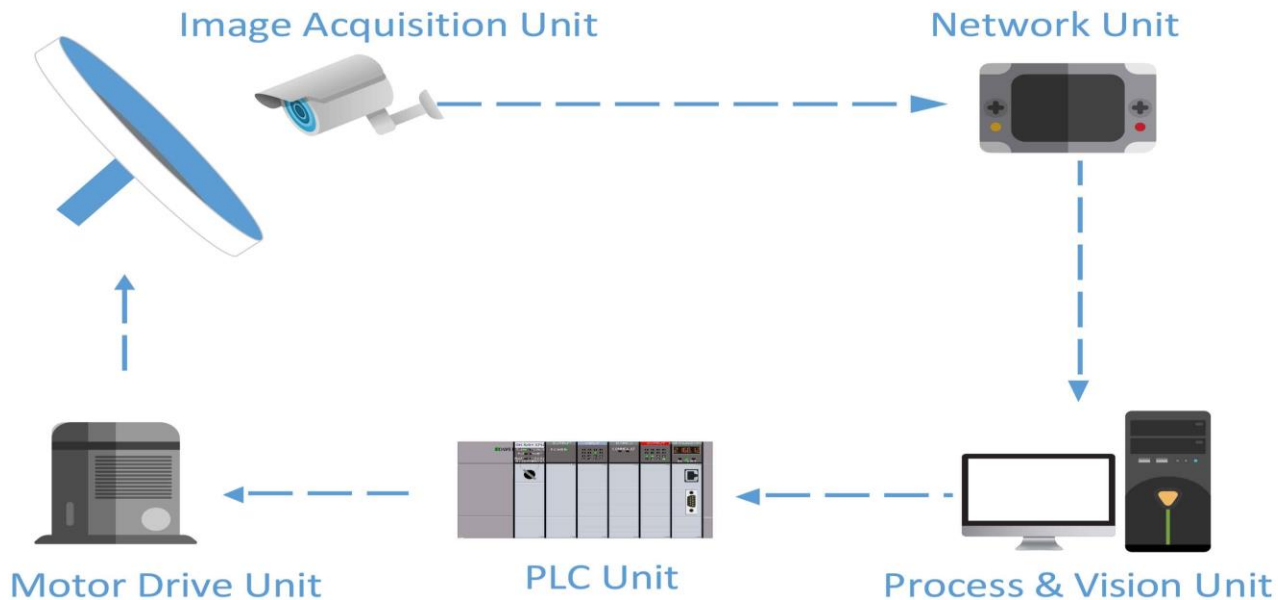 Image Acquisition Unit
Network Unit
Motor Drive Unit
PLC Unit
Process & Vision Unit